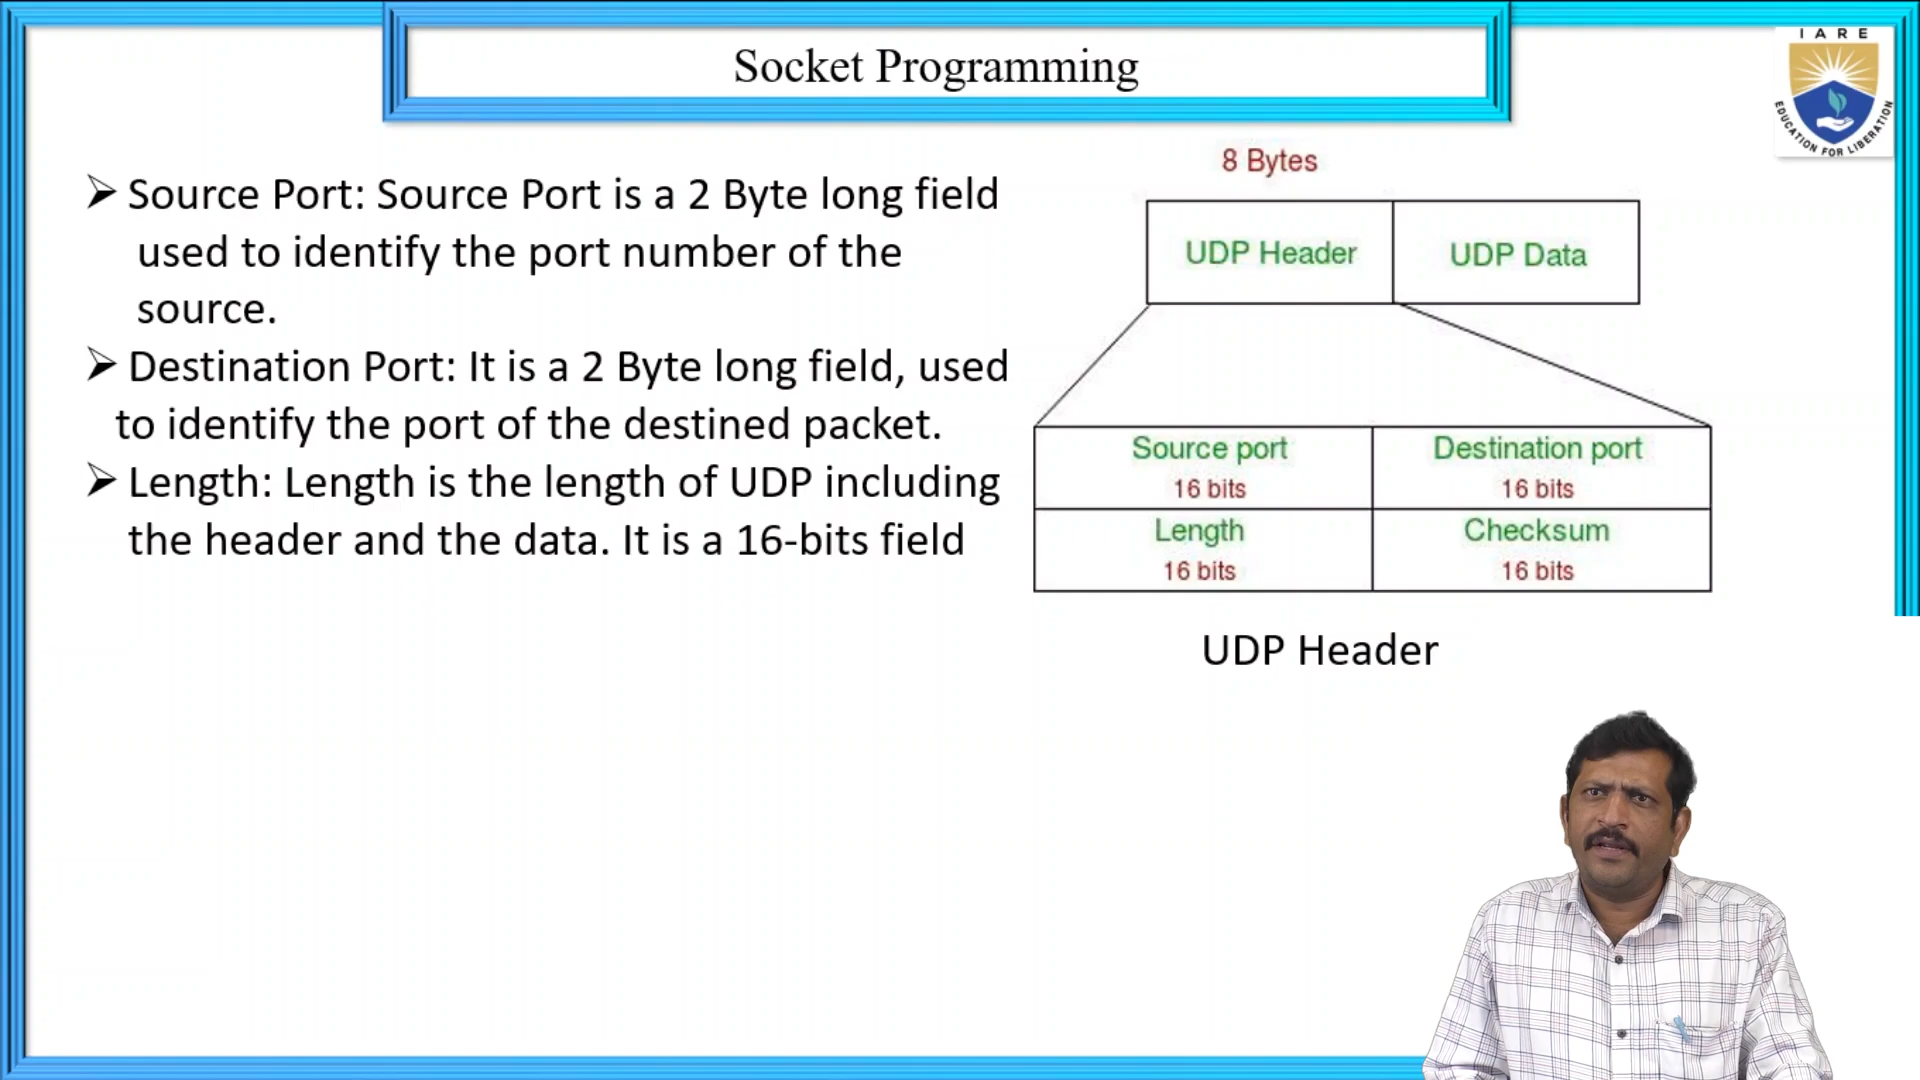 Socket Programming
I A R E
EDUCATION FOR LIBERATION
➢ Source Port: Source Port is a 2 Byte long field
used to identify the port number of the
source.
➢ Destination Port: It is a 2 Byte long field, used
to identify the port of the destined packet.
➢ Length: Length is the length of UDP including
the header and the data. It is a 16-bits field
8 Bytes
UDP Header
UDP Data
Source port
16 bits
Destination port
16 bits
Length
16 bits
Checksum
16 bits
UDP Header